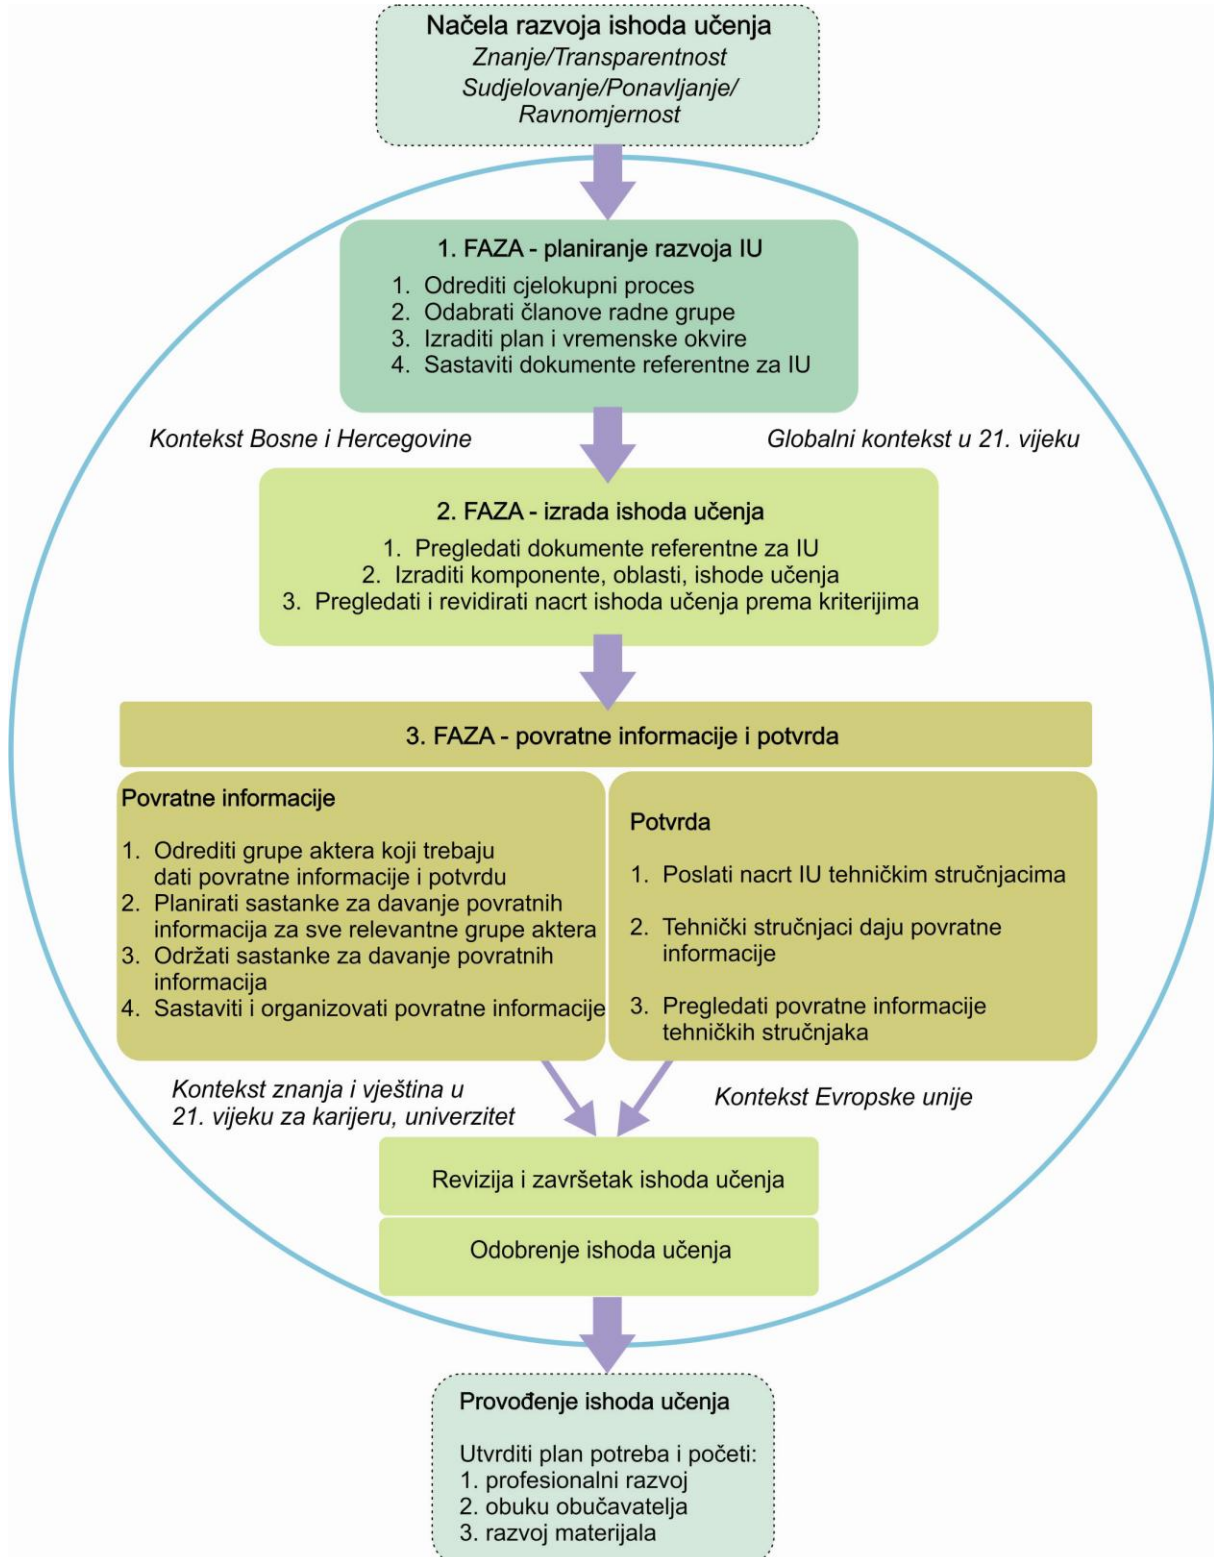 Načela razvoja ishoda učenja
Znanje/Transparentnost
Sudjelovanje/Ponavljanje/
Ravnomjernost
1. FAZA - planiranje razvoja IU
1. Odrediti cjelokupni proces
2. Odabrati članove radne grupe
3. Izraditi plan i vremenske okvire
4. Sastaviti dokumente referentne za IU
Kontekst Bosne i Hercegovine
Globalni kontekst u 21. vijeku
2. FAZA - izrada ishoda učenja
1. Pregledati dokumente referentne za IU
2. Izraditi komponente, oblasti, ishode učenja
3. Pregledati i revidirati nacrt ishoda učenja prema kriterijima
3. FAZA - povratne informacije i potvrda
Povratne informacije
1. Odrediti grupe aktera koji trebaju
dati povratne informacije i potvrdu
2. Planirati sastanke za davanje povratnih
informacija za sve relevantne grupe aktera
3. Održati sastanke za davanje povratnih
informacija
4. Sastaviti i organizovati povratne informacije
Potvrda
1. Poslati nacrt IU tehničkim stručnjacima
2. Tehnički stručnjaci daju povratne
informacije
3. Pregledati povratne informacije
tehničkih stručnjaka
Kontekst znanja i vještina u
21. vijeku za karijeru, univerzitet
Kontekst Evropske unije
Revizija i završetak ishoda učenja
Odobrenje ishoda učenja
Provođenje ishoda učenja
Utvrditi plan potreba i početi:
1. profesionalni razvoj
2. obuku obučavatelja
3. razvoj materijala